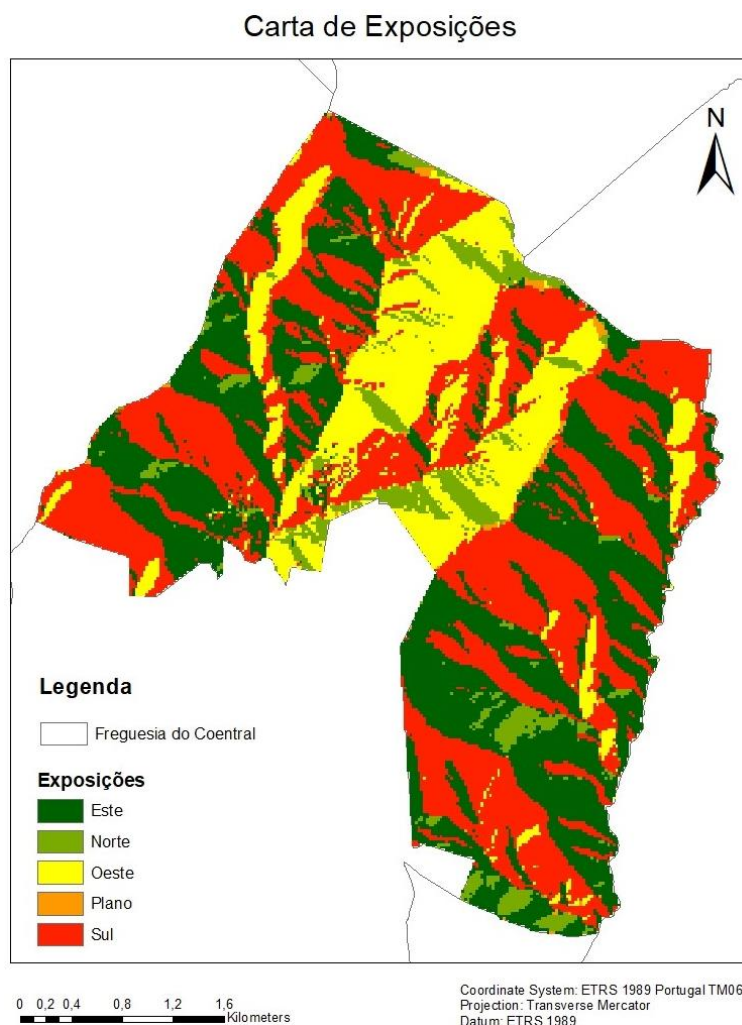 Carta de Exposições
N
Legenda
Freguesia do Coentral
Exposições
Este
Norte
Oeste
Plano
Sul
0 0,2 0,4 0,8 1,2 1,6
Kilometers
Coordinate System: ETRS 1989 Portugal TM06
Projection: Transverse Mercator
Datum: ETRS 1989